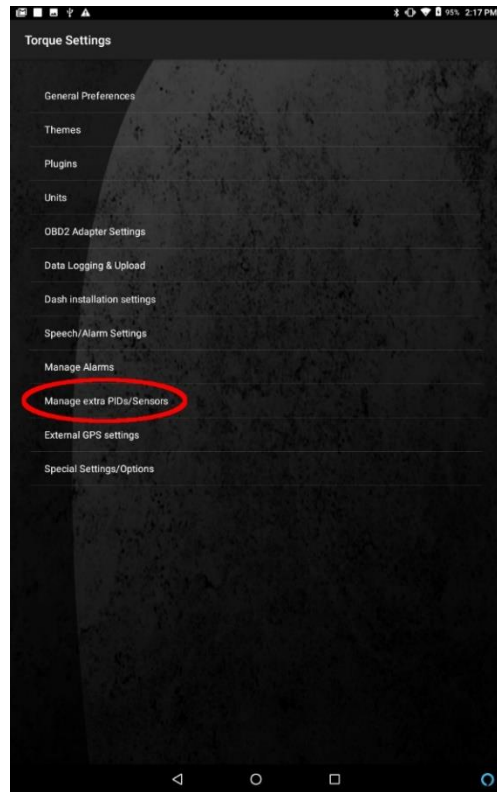 95% 2:17 PM
Torque Settings
General Preferences
Themes
Plugins
Units
OBD2 Adapter Settings
Data Logging & Upload
Dash installation settings
Speech/Alarm Settings
Manage Alarms
Manage extra PIDs/Sensors
External GPS settings
Special Settings/Options